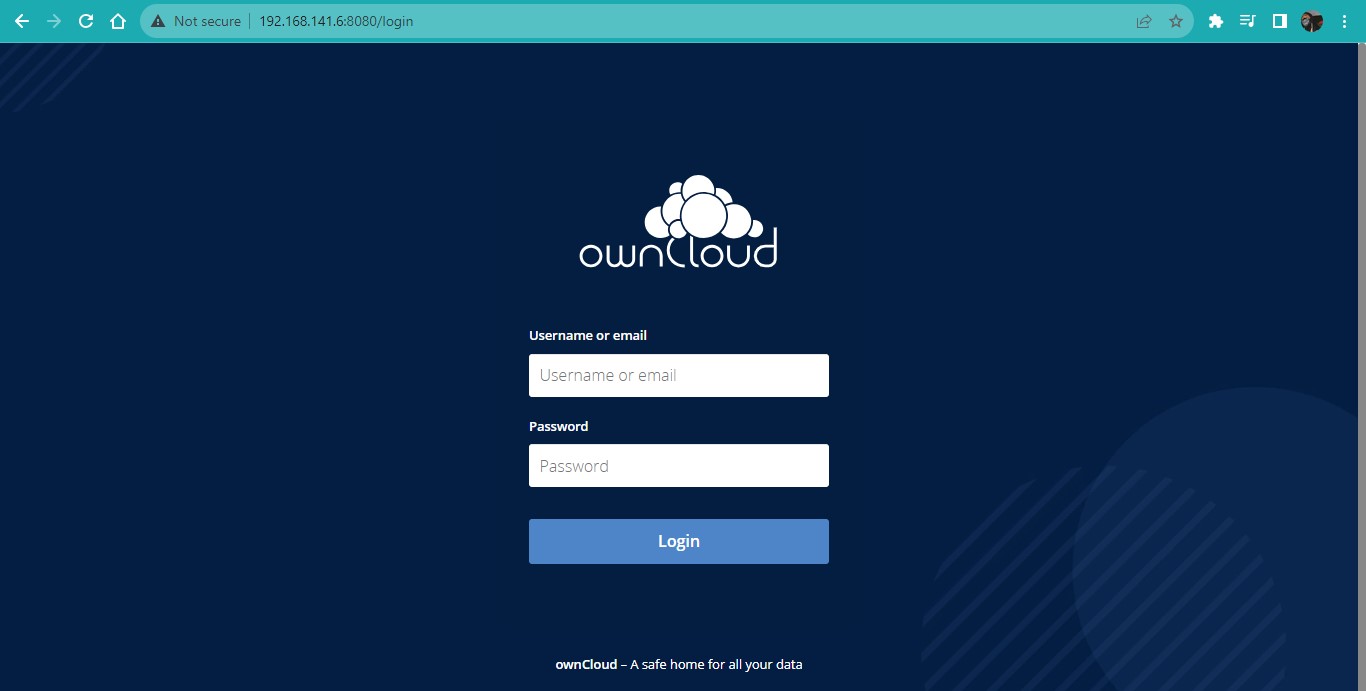 Not secure 192.168.141.6:8080/login
ownCloud
Username or email
Username or email
Password
Password
Login
ownCloud – A safe home for all your data